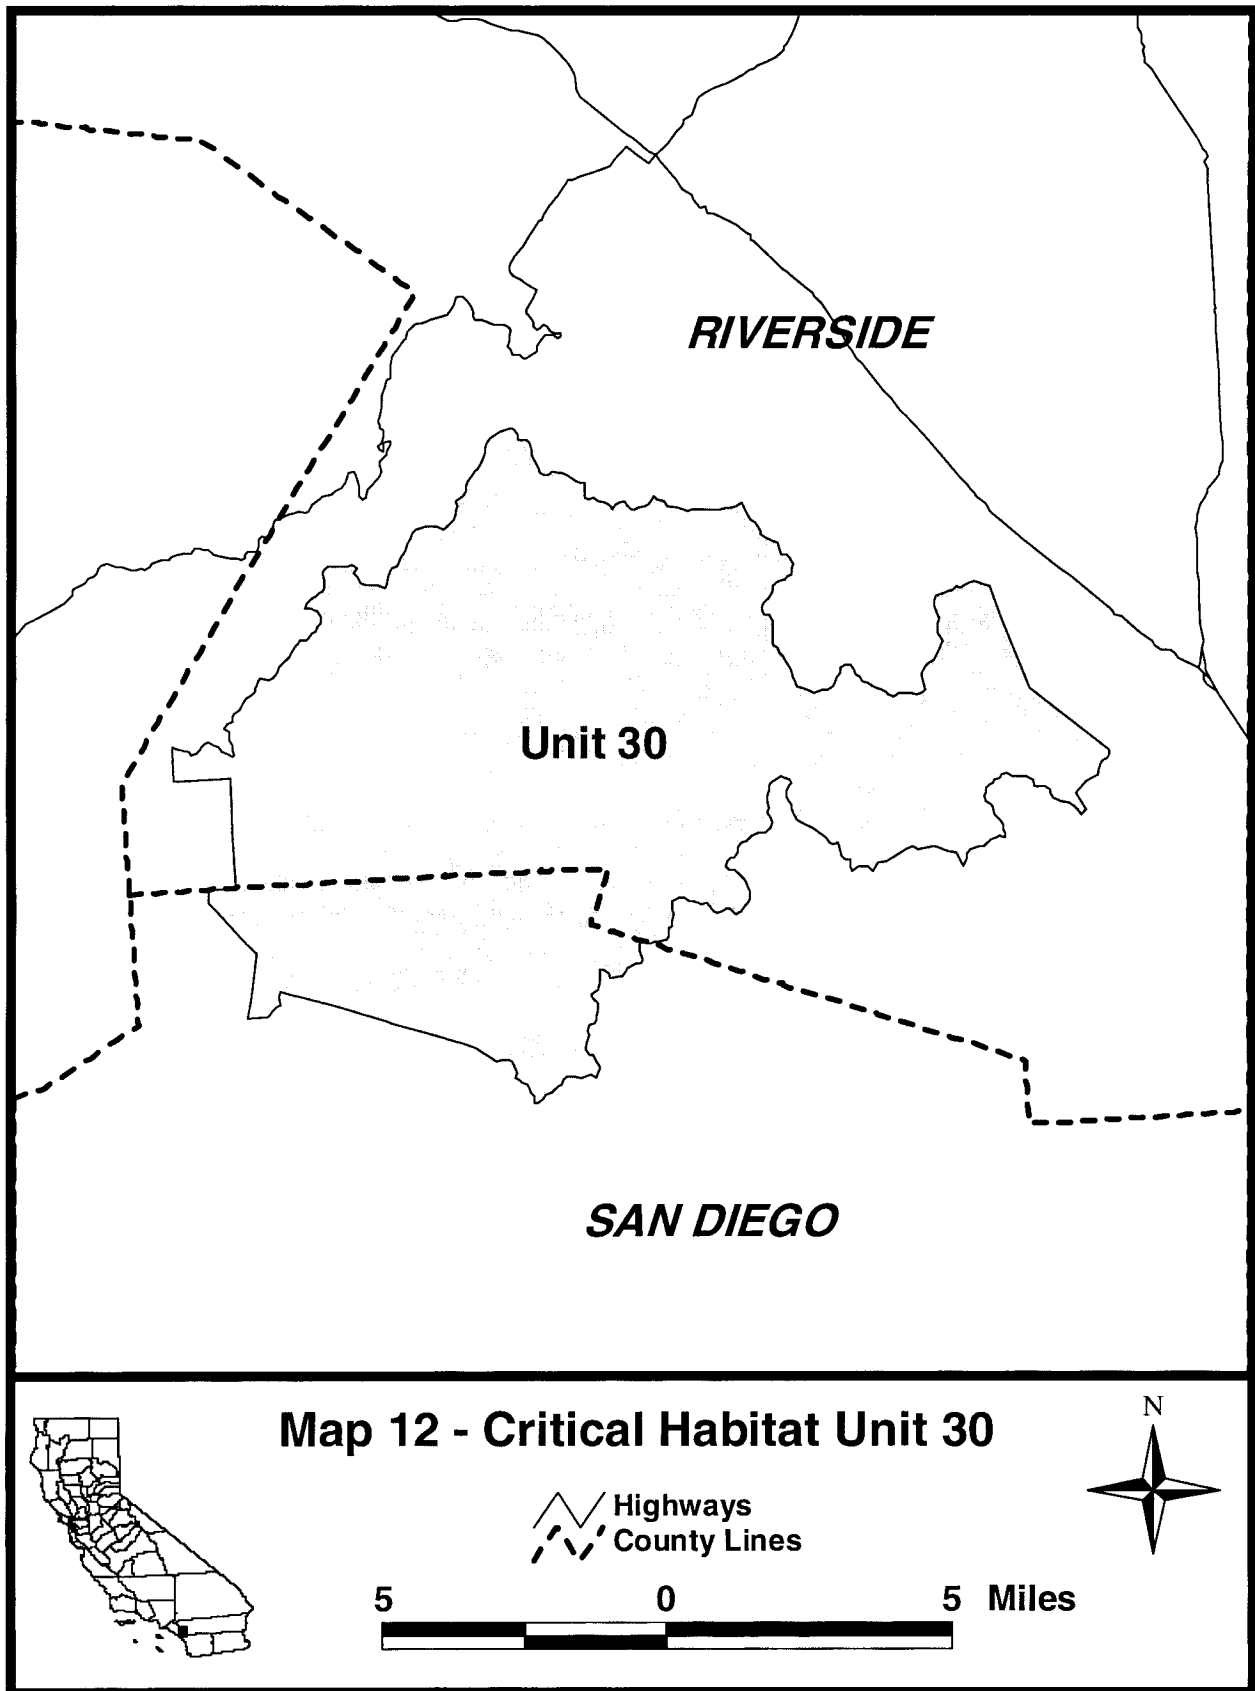 RIVERSIDE
Unit 30
SAN DIEGO
Map 12 - Critical Habitat Unit 30
N
Highways
County Lines
5 0 5 Miles